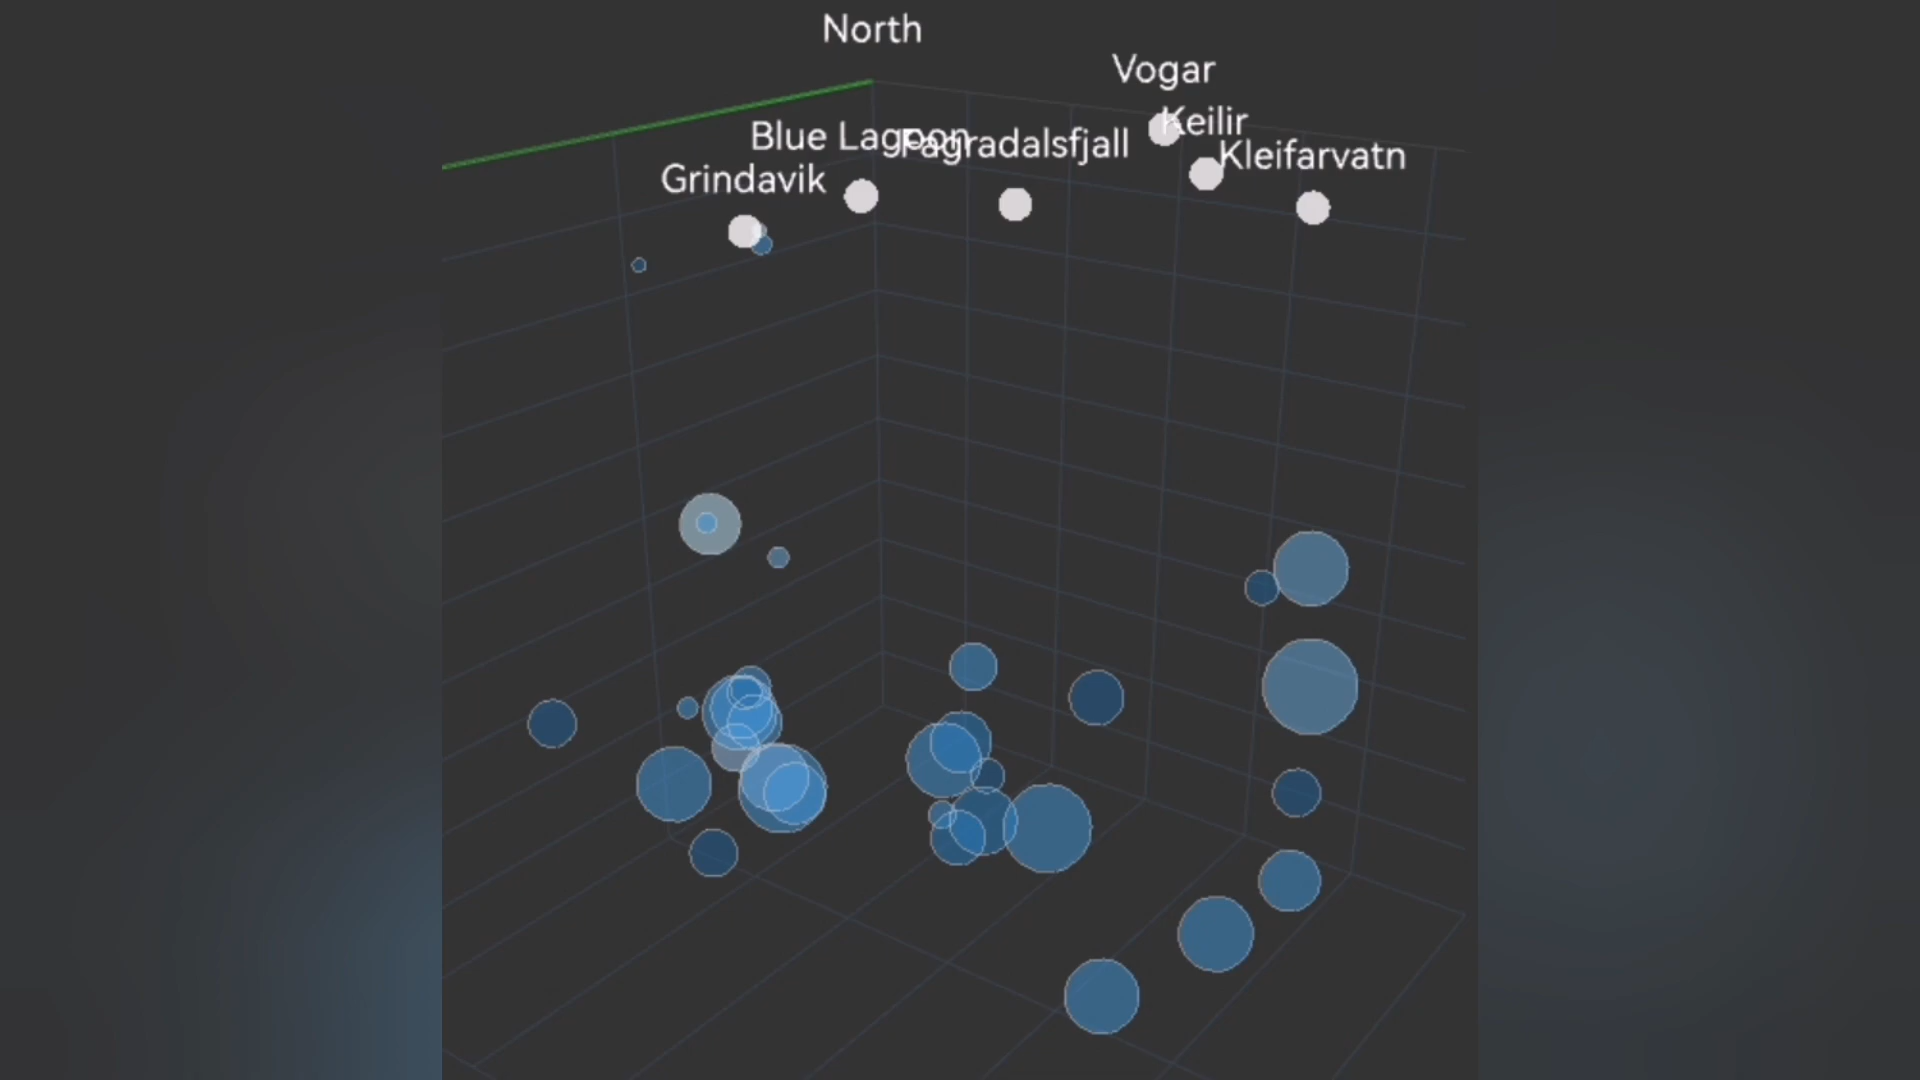 North
Vogar
Keilir
Blue Lagoon
Fagradalsfjall
Kleifarvatn
Grindavik